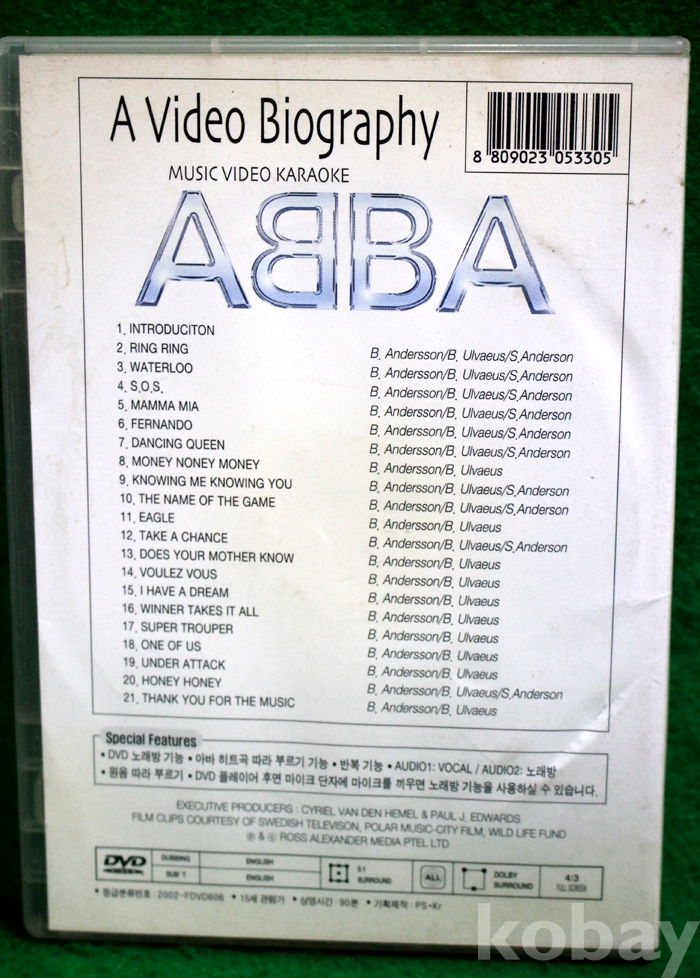 A Video Biography
8 809023 053305
MUSIC VIDEO KARAOKE
ABBA
1. INTRODUCITON
2. RING RING B. Andersson/B. Ulvaeus/S.Anderson
3. WATERLOO B. Andersson/B. Ulvaeus/S.Anderson
4. S.O.S. B. Andersson/B. Ulvaeus/S.Anderson
5. MAMMA MIA B. Andersson/B. Ulvaeus/S.Anderson
6. FERNANDO B. Andersson/B. Ulvaeus/S.Anderson
7. DANCING QUEEN B. Andersson/B. Ulvaeus/S.Anderson
8. MONEY NONEY MONEY B. Andersson/B. Ulvaeus
9. KNOWING ME KNOWING YOU B. Andersson/B. Ulvaeus/S.Anderson
10. THE NAME OF THE GAME B. Andersson/B. Ulvaeus/S.Anderson
11. EAGLE B. Andersson/B. Ulvaeus
12. TAKE A CHANCE B. Andersson/B. Ulvaeus/S.Anderson
13. DOES YOUR MOTHER KNOW B. Andersson/B. Ulvaeus
14. VOULEZ VOUS B. Andersson/B. Ulvaeus
15. I HAVE A DREAM B. Andersson/B. Ulvaeus
16. WINNER TAKES IT ALL B. Andersson/B. Ulvaeus
17. SUPER TROUPER B. Andersson/B. Ulvaeus
18. ONE OF US B. Andersson/B. Ulvaeus
19. UNDER ATTACK B. Andersson/B. Ulvaeus
20. HONEY HONEY B. Andersson/B. Ulvaeus/S.Anderson
21. THANK YOU FOR THE MUSIC B. Andersson/B. Ulvaeus
Special Features
• DVD 노래방 기능 • 아바 히트곡 따라 부르기 기능 • 반복 기능 • AUDIO1: VOCAL / AUDIO2: 노래방
• 원음 따라 부르기 • DVD 플레이어 후면 마이크 단자에 마이크를 끼우면 노래방 기능을 사용하실 수 있습니다.
EXECUTIVE PRODUCERS : CYRIEL VAN DEN HEMEL & PAUL J. EDWARDS
FILM CLIPS COURTESY OF SWEDISH TELEVISON, POLAR MUSIC-CITY FILM, WILD LIFE FUND
℗ & © ROSS ALEXANDER MEDIA PTEL LTD
DVD VIDEO
DUBBING ENGLISH
SUB'T ENGLISH
5.1 SURROUND
ALL
DOLBY SURROUND
4:3 FULL SCREEN
• 등급분류번호 : 2002-FDVD606 • 15세 관람가 • 상영시간 : 90분 • 기획제작 : PS•Kr
kobay